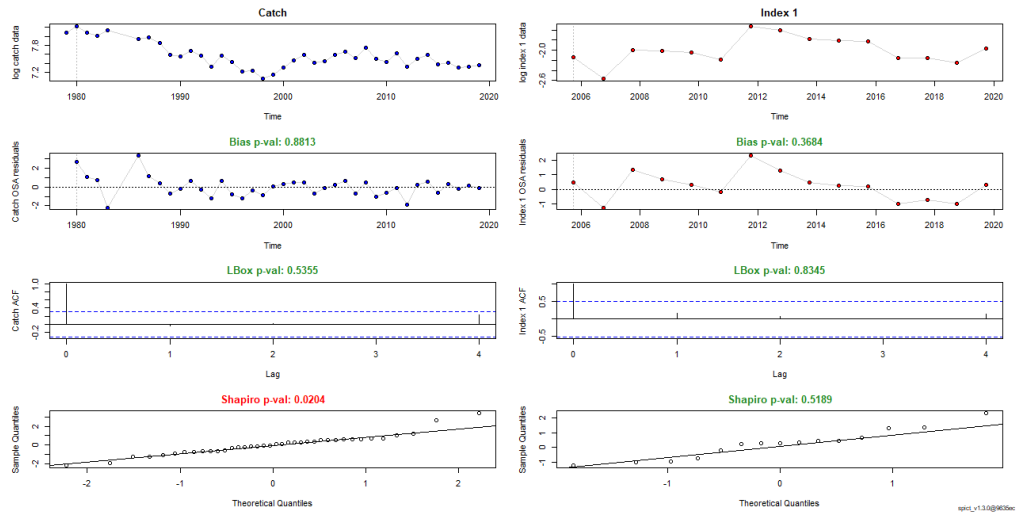 Catch
log catch data
7.2 7.8
1980 1990 2000 2010 2020
Time
Index 1
log index 1 data
-2.6 -2.0
2006 2008 2010 2012 2014 2016 2018 2020
Time
Bias p-val: 0.8813
Catch OSA residuals
-2 0 2
1980 1990 2000 2010 2020
Time
Bias p-val: 0.3684
Index 1 OSA residuals
-1 0 1 2
2006 2008 2010 2012 2014 2016 2018 2020
Time
LBox p-val: 0.5355
Catch ACF
-0.2 0.4 1.0
0 1 2 3 4
Lag
LBox p-val: 0.8345
Index 1 ACF
-0.5 0.5
0 1 2 3 4
Lag
Shapiro p-val: 0.0204
Sample Quantiles
-2 0 2
-2 -1 0 1 2
Theoretical Quantiles
Shapiro p-val: 0.5189
Sample Quantiles
-1 1 2
-1 0 1
Theoretical Quantiles
spict_v1.3.0@9635ec